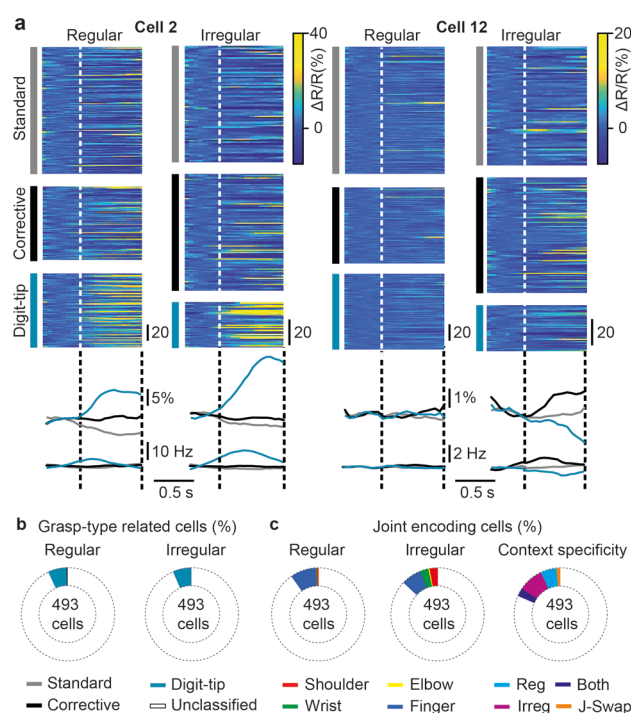 a Cell 2 Cell 12
Regular Irregular Regular Irregular
40 20
ΔR/R(%) ΔR/R(%)
0 0
Standard
Corrective
Digit-tip
20 20 20 20
5% 1%
10 Hz 2 Hz
0.5 s 0.5 s
b Grasp-type related cells (%) c Joint encoding cells (%)
Regular Irregular Regular Irregular Context specificity
493 493 493 493 493
cells cells cells cells cells
Standard Digit-tip Shoulder Elbow Reg Both
Corrective Unclassified Wrist Finger Irreg J-Swap